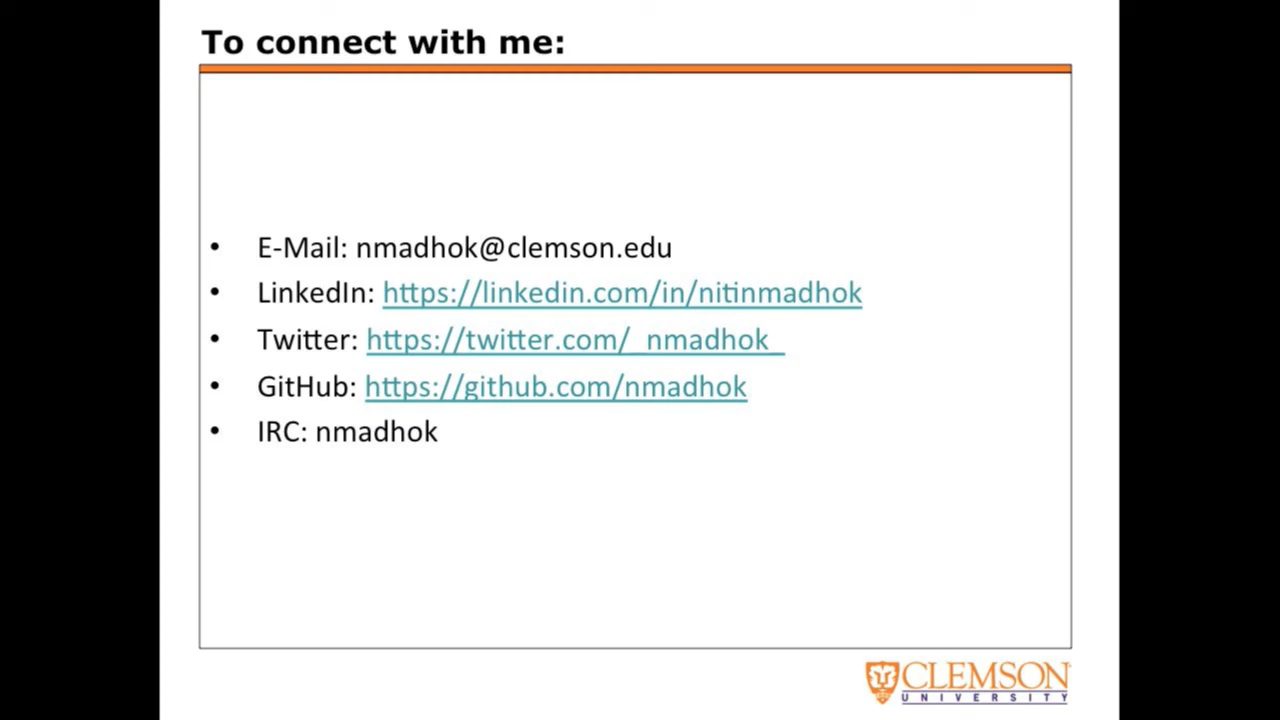 To connect with me:
• E-Mail: nmadhok@clemson.edu
• LinkedIn: https://linkedin.com/in/nitinmadhok
• Twitter: https://twitter.com/_nmadhok_
• GitHub: https://github.com/nmadhok
• IRC: nmadhok
CLEMSON
UNIVERSITY